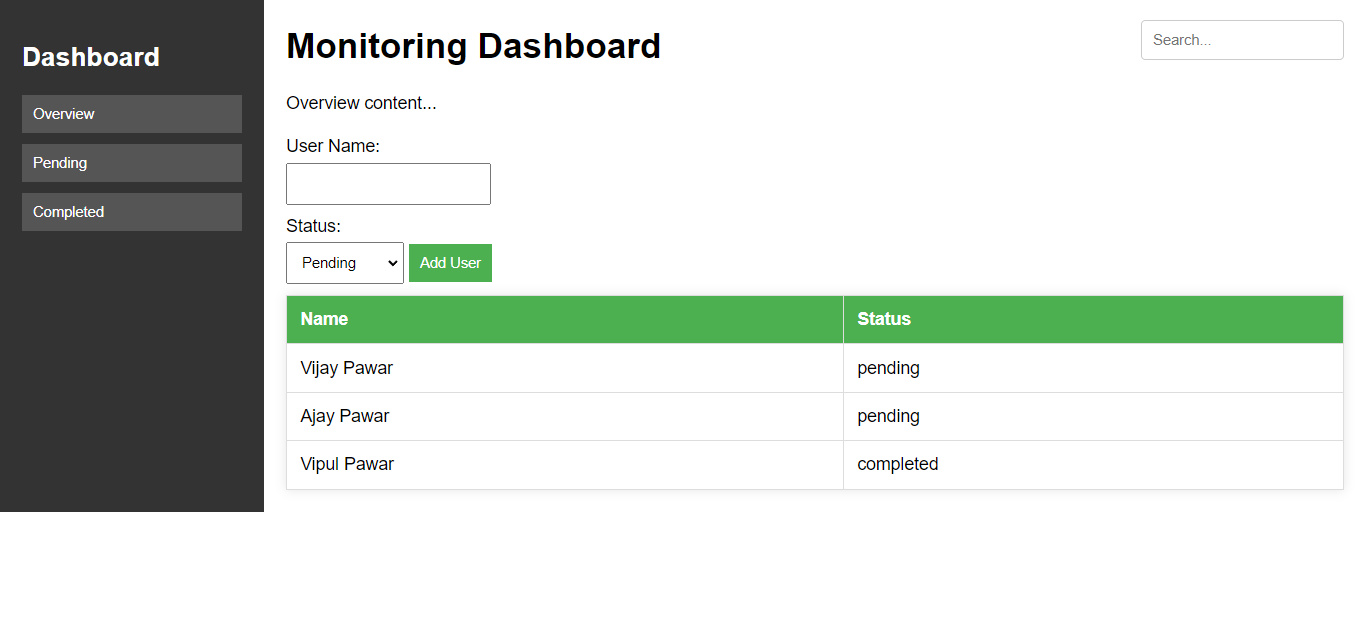 Dashboard
Overview
Pending
Completed
Monitoring Dashboard
Search...
Overview content...
User Name:
Status:
Pending
Add User
Name Status
Vijay Pawar pending
Ajay Pawar pending
Vipul Pawar completed